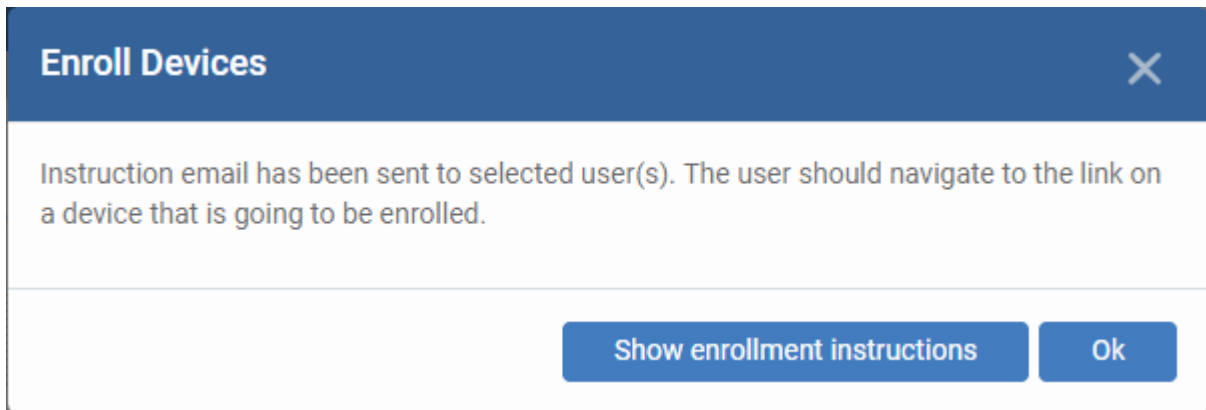 Enroll Devices
Instruction email has been sent to selected user(s). The user should navigate to the link on
a device that is going to be enrolled.
Show enrollment instructions
Ok